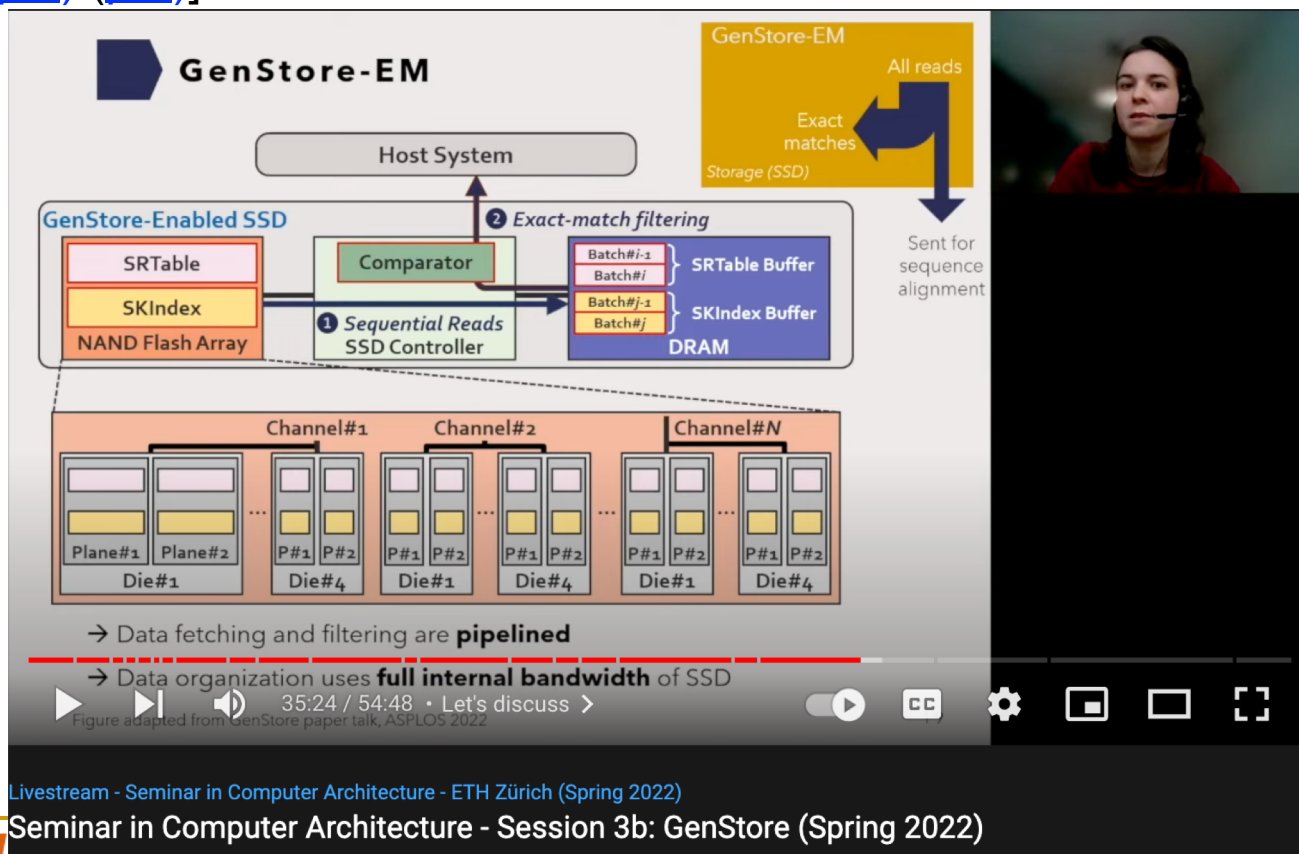 GenStore-EM
GenStore-EM
All reads
Exact
matches
Storage (SSD)
Sent for
sequence
alignment
Host System
GenStore-Enabled SSD
2 Exact-match filtering
SRTable
SKIndex
NAND Flash Array
Comparator
1 Sequential Reads
SSD Controller
Batch#i-1
Batch#i
SRTable Buffer
Batch#j-1
Batch#j
SKIndex Buffer
DRAM
Channel#1 Channel#2 Channel#N
... ... ... ...
Plane#1 Plane#2 P#1 P#2 P#1 P#2 P#1 P#2 P#1 P#2 P#1 P#2
Die#1 Die#4 Die#1 Die#4 Die#1 Die#4
→ Data fetching and filtering are pipelined
→ Data organization uses full internal bandwidth of SSD
35:24 / 54:48 • Let's discuss >
CC
Figure adapted from GenStore paper talk, ASPLOS 2022
Livestream - Seminar in Computer Architecture - ETH Zürich (Spring 2022)
Seminar in Computer Architecture - Session 3b: GenStore (Spring 2022)